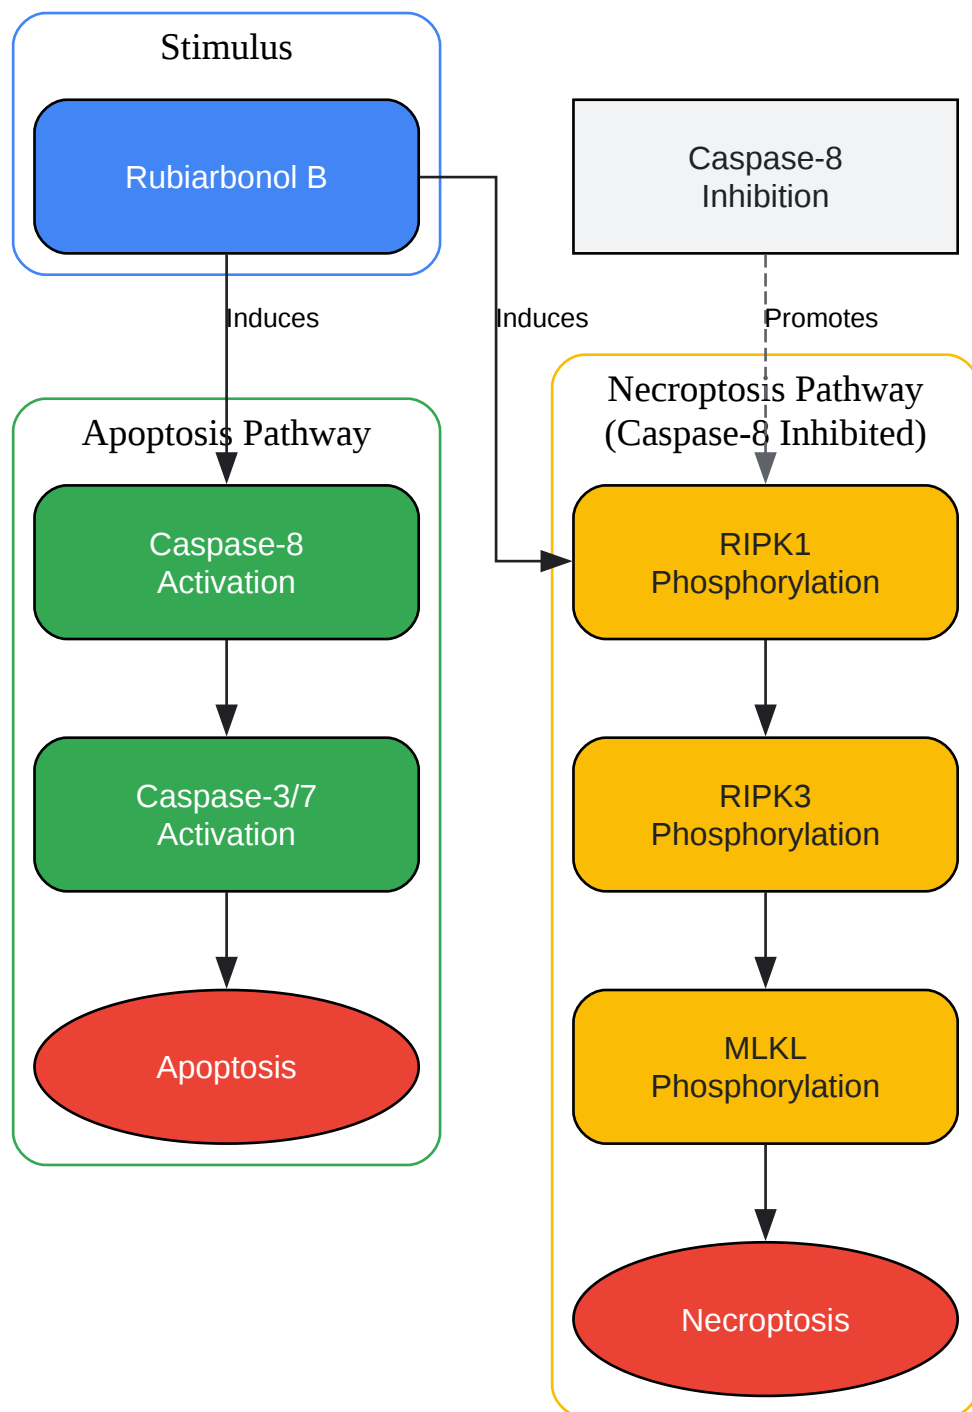 Stimulus
Rubiarbonol B
Caspase-8
Inhibition
Induces
Induces
Promotes
Apoptosis Pathway
Necroptosis Pathway
(Caspase-8 Inhibited)
Caspase-8
Activation
RIPK1
Phosphorylation
Caspase-3/7
Activation
RIPK3
Phosphorylation
Apoptosis
MLKL
Phosphorylation
Necroptosis